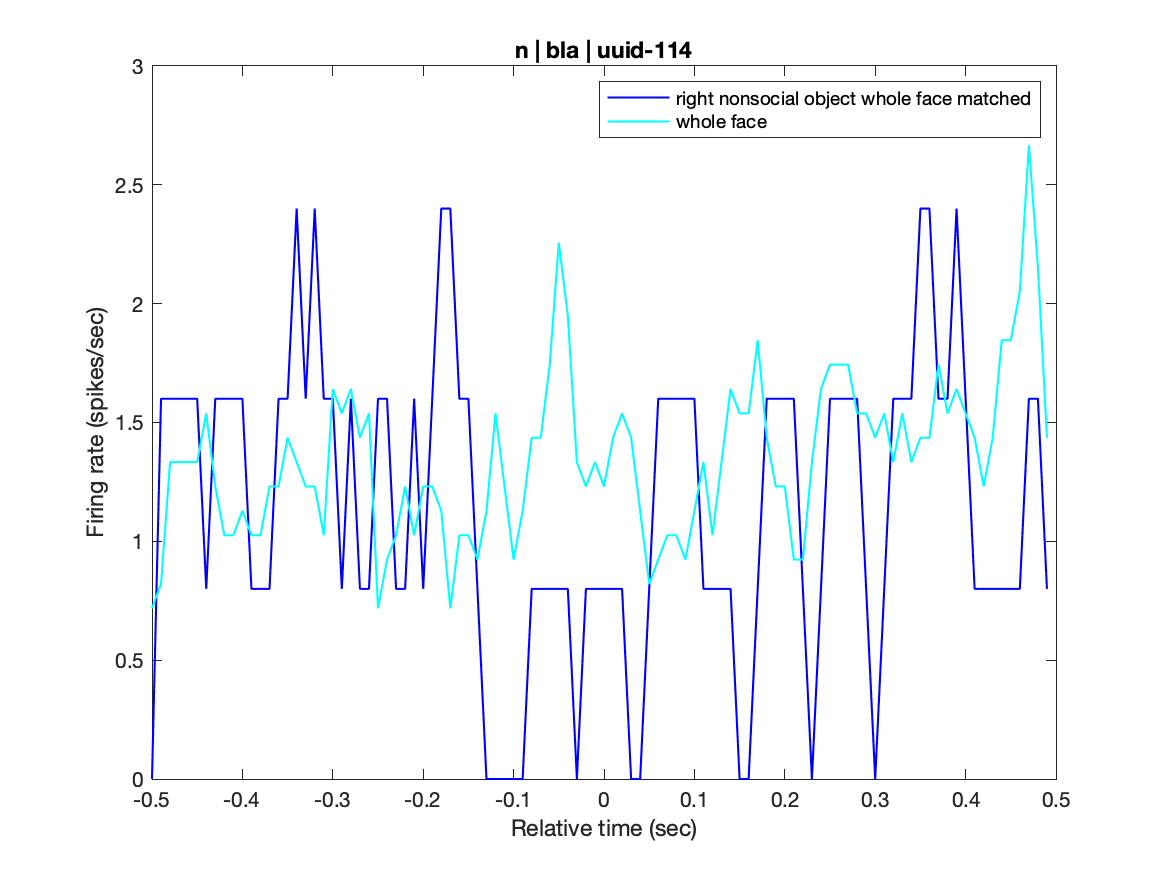 n | bla | uuid-114
right nonsocial object whole face matched
whole face
3
2.5
2
1.5
1
0.5
0
Firing rate (spikes/sec)
-0.5 -0.4 -0.3 -0.2 -0.1 0 0.1 0.2 0.3 0.4 0.5
Relative time (sec)